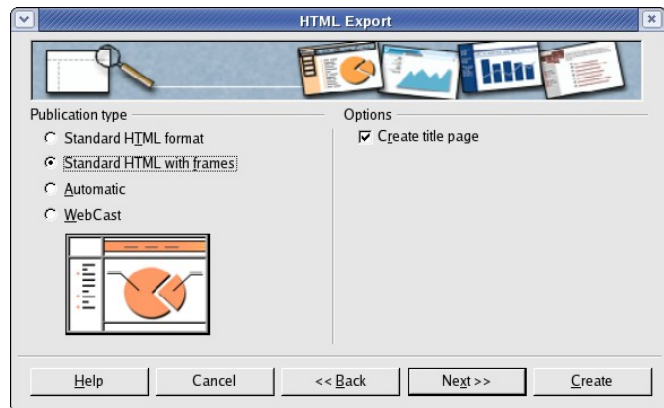 HTML Export
Publication type
Standard HTML format
Standard HTML with frames
Automatic
WebCast
Options
Create title page
Help
Cancel
<< Back
Next >>
Create